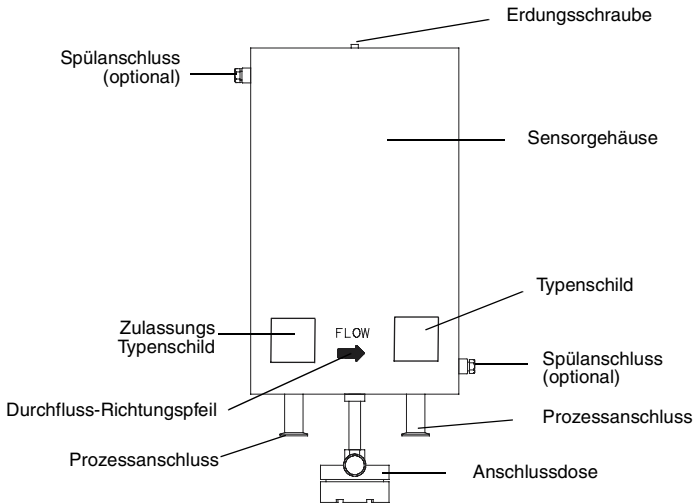 Erdungsschraube
Spülanschluss
(optional)
Sensorgehäuse
Typenschild
Zulassungs
Typenschild
FLOW
Spülanschluss
(optional)
Durchfluss-Richtungspfeil
Prozessanschluss
Prozessanschluss
Anschlussdose